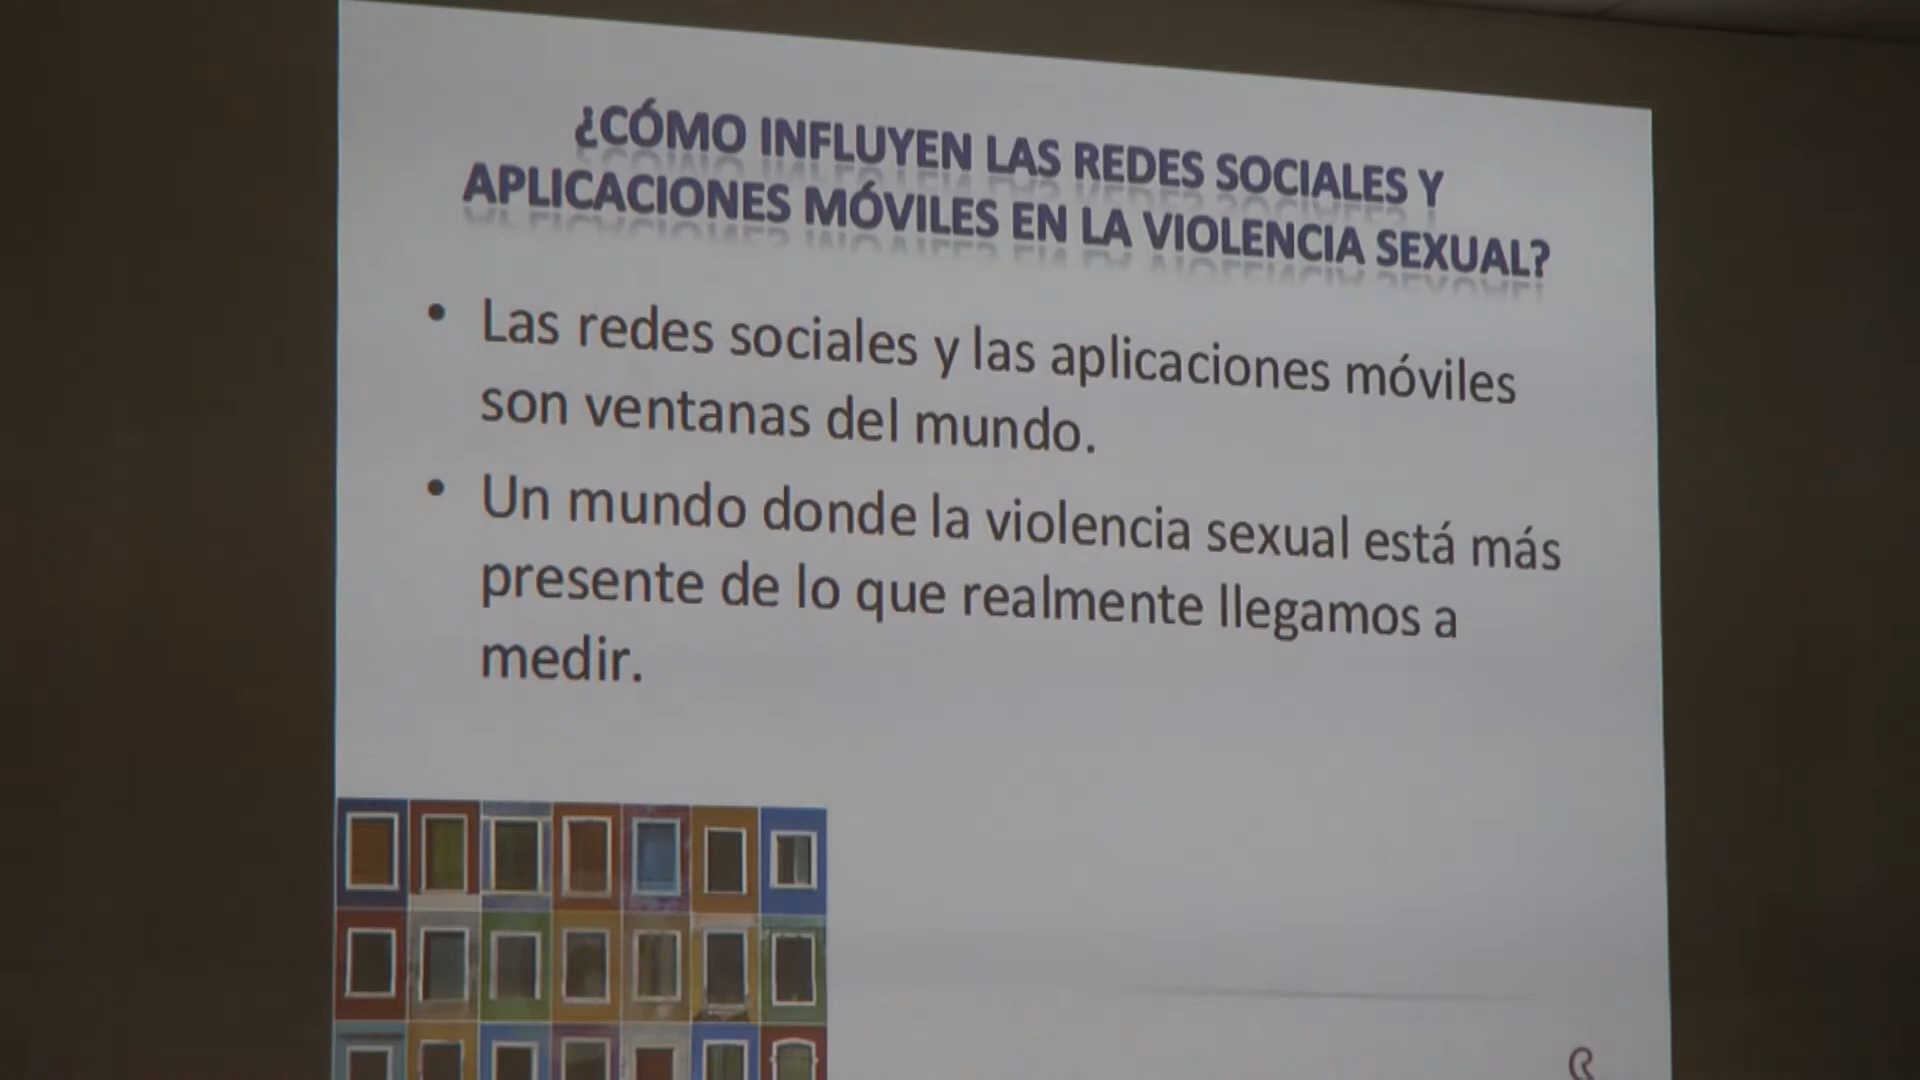 ¿CÓMO INFLUYEN LAS REDES SOCIALES Y
APLICACIONES MÓVILES EN LA VIOLENCIA SEXUAL?
• Las redes sociales y las aplicaciones móviles
son ventanas del mundo.
• Un mundo donde la violencia sexual está más
presente de lo que realmente llegamos a
medir.